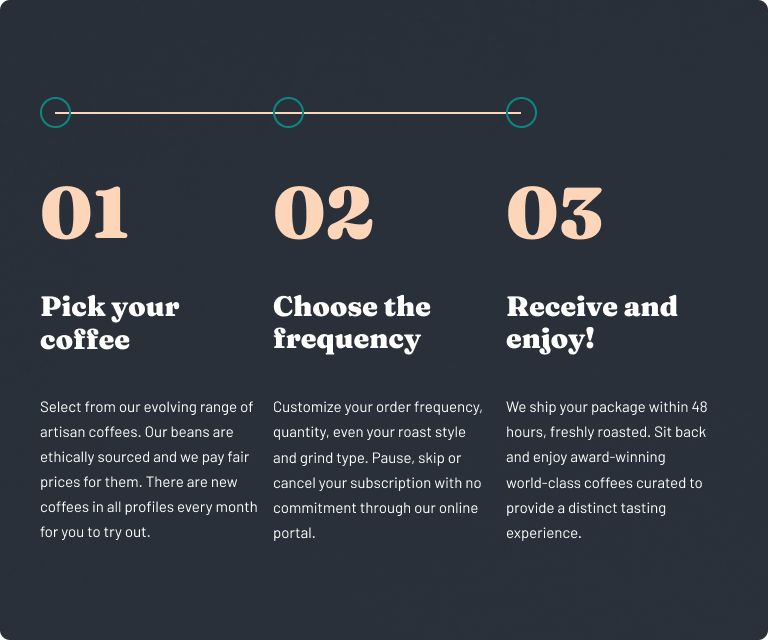 01
Pick your
coffee
Select from our evolving range of
artisan coffees. Our beans are
ethically sourced and we pay fair
prices for them. There are new
coffees in all profiles every month
for you to try out.
02
Choose the
frequency
Customize your order frequency,
quantity, even your roast style
and grind type. Pause, skip or
cancel your subscription with no
commitment through our online
portal.
03
Receive and
enjoy!
We ship your package within 48
hours, freshly roasted. Sit back
and enjoy award-winning
world-class coffees curated to
provide a distinct tasting
experience.